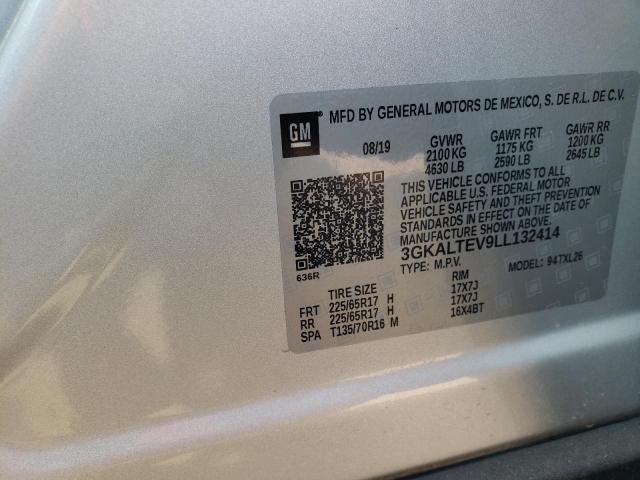 GM
®
MFD BY GENERAL MOTORS DE MEXICO, S. DE R.L. DE C.V.
08/19 GVWR GAWR FRT GAWR RR
2100 KG 1175 KG 1200 KG
4630 LB 2590 LB 2645 LB
THIS VEHICLE CONFORMS TO ALL
APPLICABLE U.S. FEDERAL MOTOR
VEHICLE SAFETY AND THEFT PREVENTION
STANDARDS IN EFFECT ON THE DATE OF
MANUFACTURE SHOWN ABOVE.
3GKALTEV9LL132414
TYPE: M.P.V. MODEL: 94TXL26
636R
TIRE SIZE RIM
FRT 225/65R17 H 17X7J
RR 225/65R17 H 17X7J
SPA T135/70R16 M 16X4BT